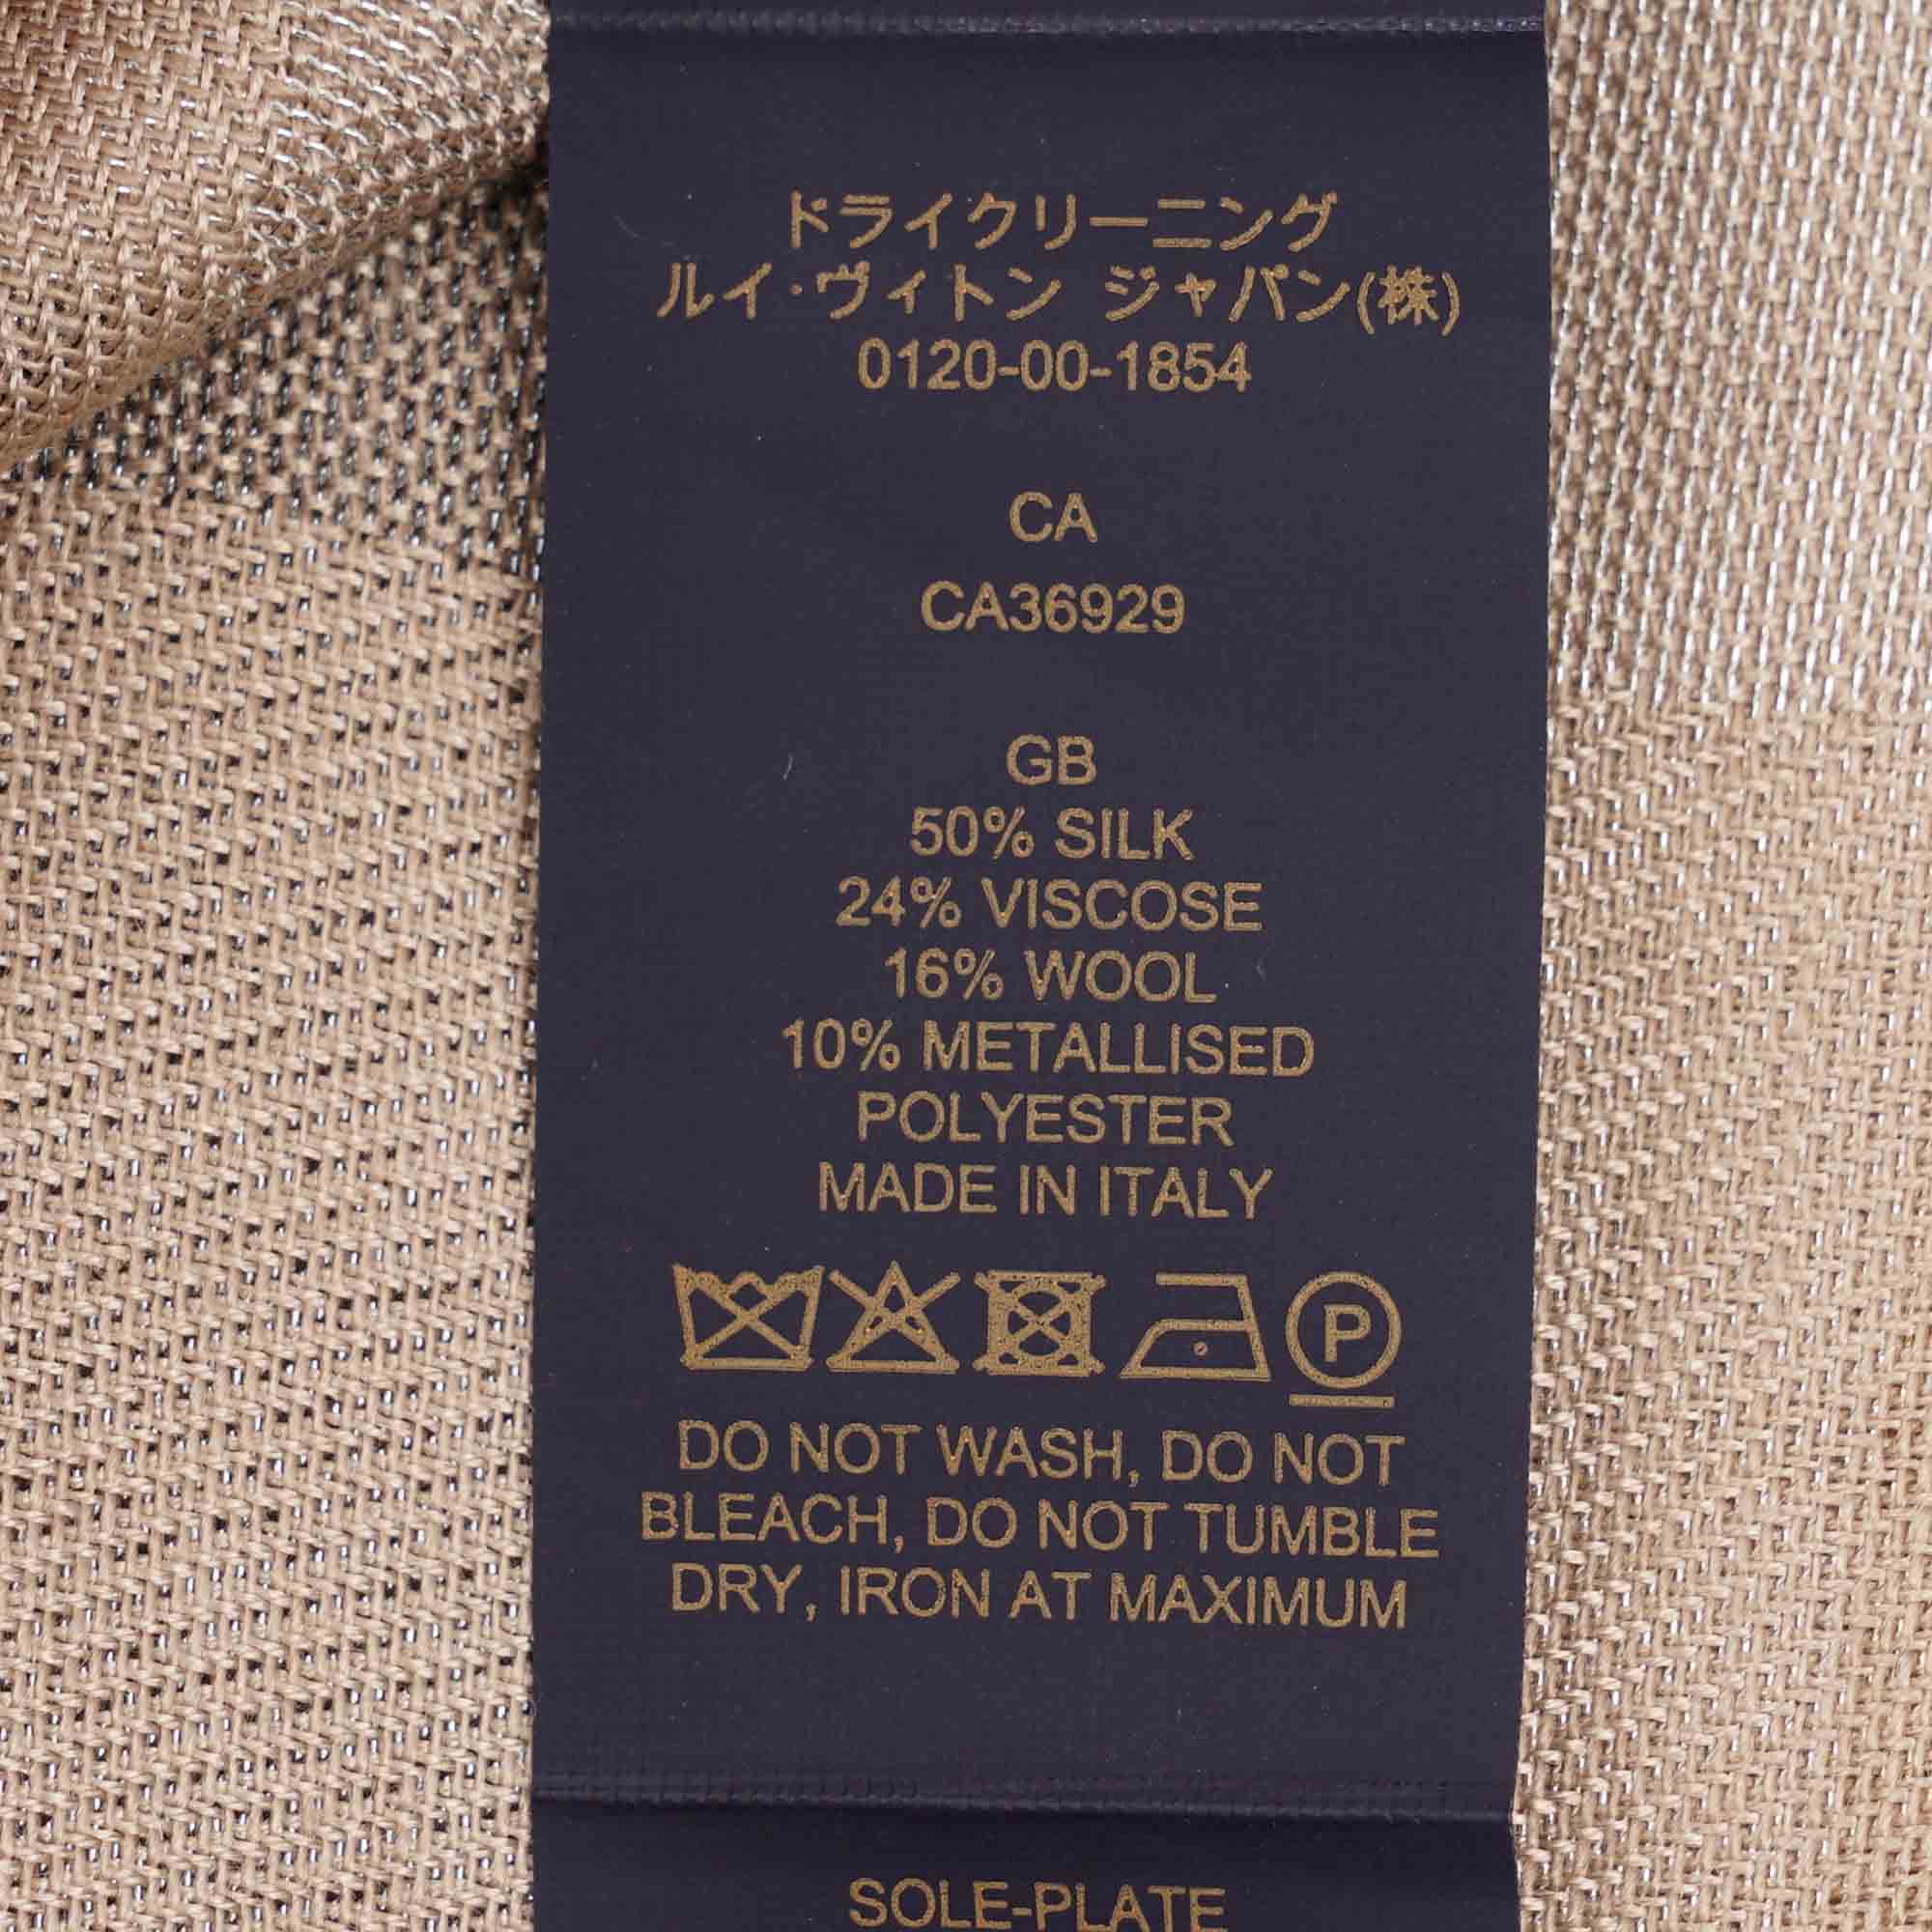 ドライクリーニング
ルイ・ヴィトン ジャパン(株)
0120-00-1854
CA
CA36929
GB
50% SILK
24% VISCOSE
16% WOOL
10% METALLISED
POLYESTER
MADE IN ITALY
P
DO NOT WASH, DO NOT
BLEACH, DO NOT TUMBLE
DRY, IRON AT MAXIMUM
SOLE-PLATE